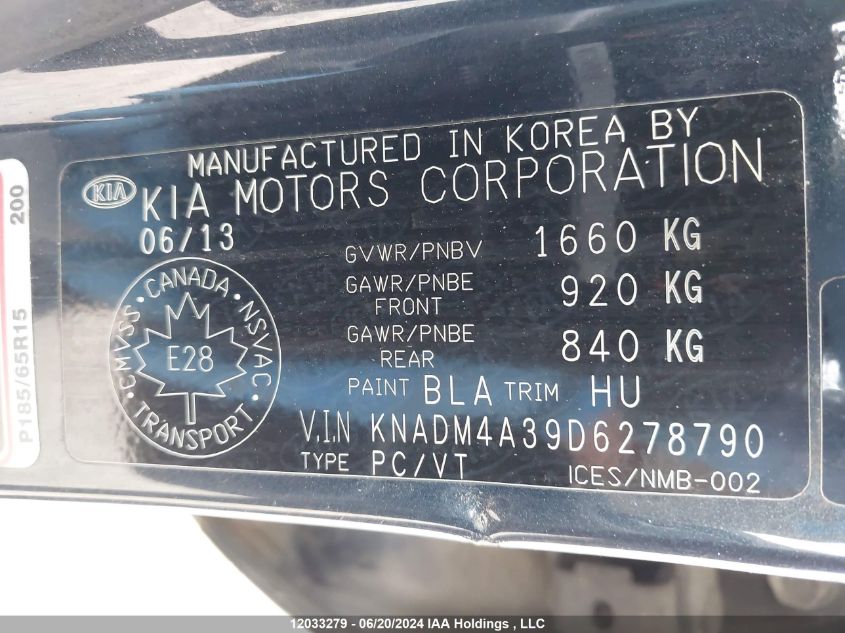 MANUFACTURED IN KOREA BY
KIA KIA MOTORS CORPORATION
06/13
GVWR/PNBV 1660 KG
GAWR/PNBE FRONT 920 KG
GAWR/PNBE REAR 840 KG
PAINT BLA TRIM HU
V.I.N KNADM4A39D6278790
TYPE PC/VT
ICES/NMB-002
CANADA · NSVAC · TRANSPORT · CMVSS ·
E28
200
P185/65R15
12033279 - 06/20/2024 IAA Holdings , LLC